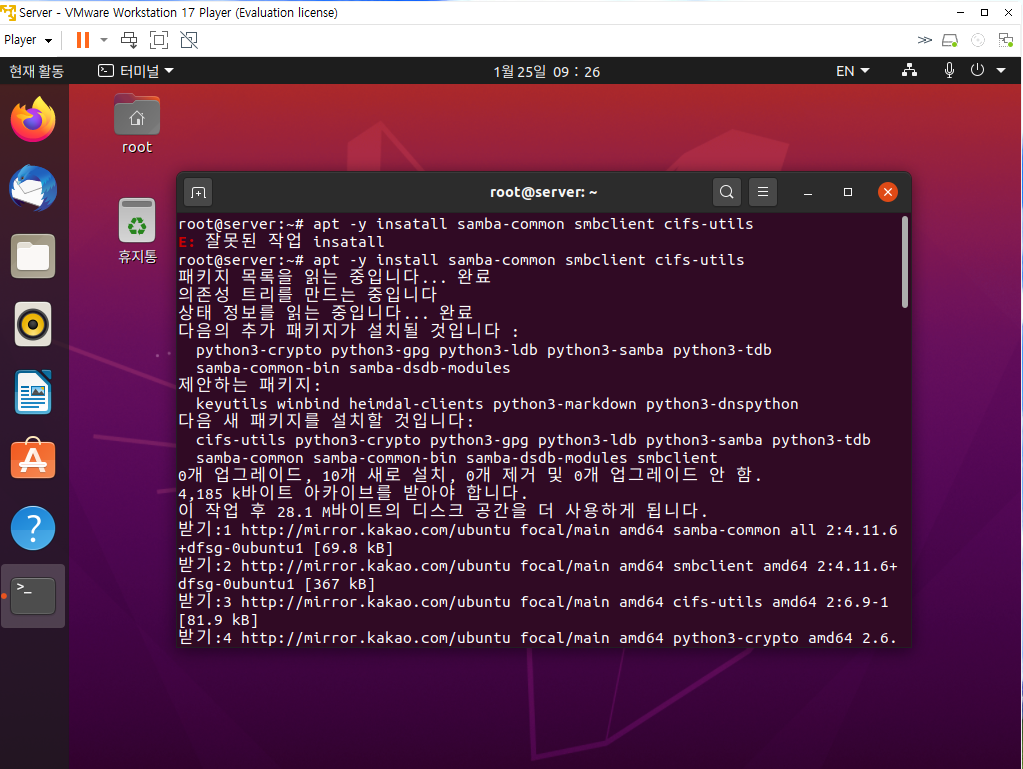 Server - VMware Workstation 17 Player (Evaluation license)
Player
현재 활동
터미널
1월 25일 09 : 26
EN
root
휴지통
root@server: ~
root@server:~# apt -y insatall samba-common smbclient cifs-utils
E: 잘못된 작업 insatall
root@server:~# apt -y install samba-common smbclient cifs-utils
패키지 목록을 읽는 중입니다... 완료
의존성 트리를 만드는 중입니다
상태 정보를 읽는 중입니다... 완료
다음의 추가 패키지가 설치될 것입니다 :
python3-crypto python3-gpg python3-ldb python3-samba python3-tdb
samba-common-bin samba-dsdb-modules
제안하는 패키지:
keyutils winbind heimdal-clients python3-markdown python3-dnspython
다음 새 패키지를 설치할 것입니다:
cifs-utils python3-crypto python3-gpg python3-ldb python3-samba python3-tdb
samba-common samba-common-bin samba-dsdb-modules smbclient
0개 업그레이드, 10개 새로 설치, 0개 제거 및 0개 업그레이드 안 함.
4,185 k바이트 아카이브를 받아야 합니다.
이 작업 후 28.1 M바이트의 디스크 공간을 더 사용하게 됩니다.
받기:1 http://mirror.kakao.com/ubuntu focal/main amd64 samba-common all 2:4.11.6
+dfsg-0ubuntu1 [69.8 kB]
받기:2 http://mirror.kakao.com/ubuntu focal/main amd64 smbclient amd64 2:4.11.6+
dfsg-0ubuntu1 [367 kB]
받기:3 http://mirror.kakao.com/ubuntu focal/main amd64 cifs-utils amd64 2:6.9-1
[81.9 kB]
받기:4 http://mirror.kakao.com/ubuntu focal/main amd64 python3-crypto amd64 2.6.